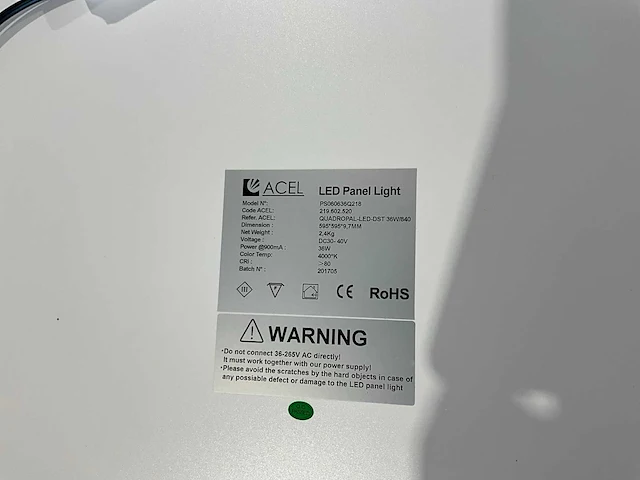 ACEL LED Panel Light
Model N°: PS060636Q218
Code ACEL: 219.602.520
Refer. ACEL: QUADROPAL-LED-DST 36W/840
Dimension : 595*595*9,7MM
Net Weight : 2,4Kg
Voltage : DC30- 40V
Power @900mA : 36W
Color Temp: 4000°K
CRI : >80
Batch N° : 201705
CE RoHS
WARNING
·Do not connect 36-265V AC directly!
It must work together with our power supply!
·Please avoid the scratches by the hard objects in case of
any possiable defect or damage to the LED panel light